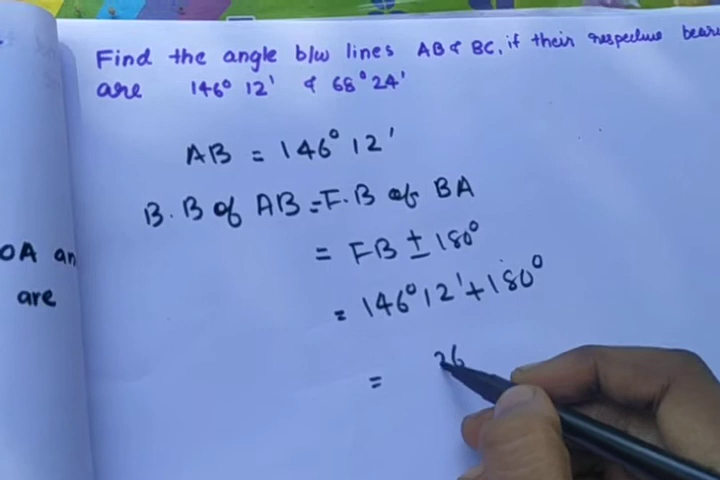 Find the angle b/w lines AB & BC, if their respective
are 146° 12' & 68° 24'
AB = 146° 12'
B.B of AB = F.B of BA
= FB ± 180°
= 146° 12' + 180°
=
OA an
are